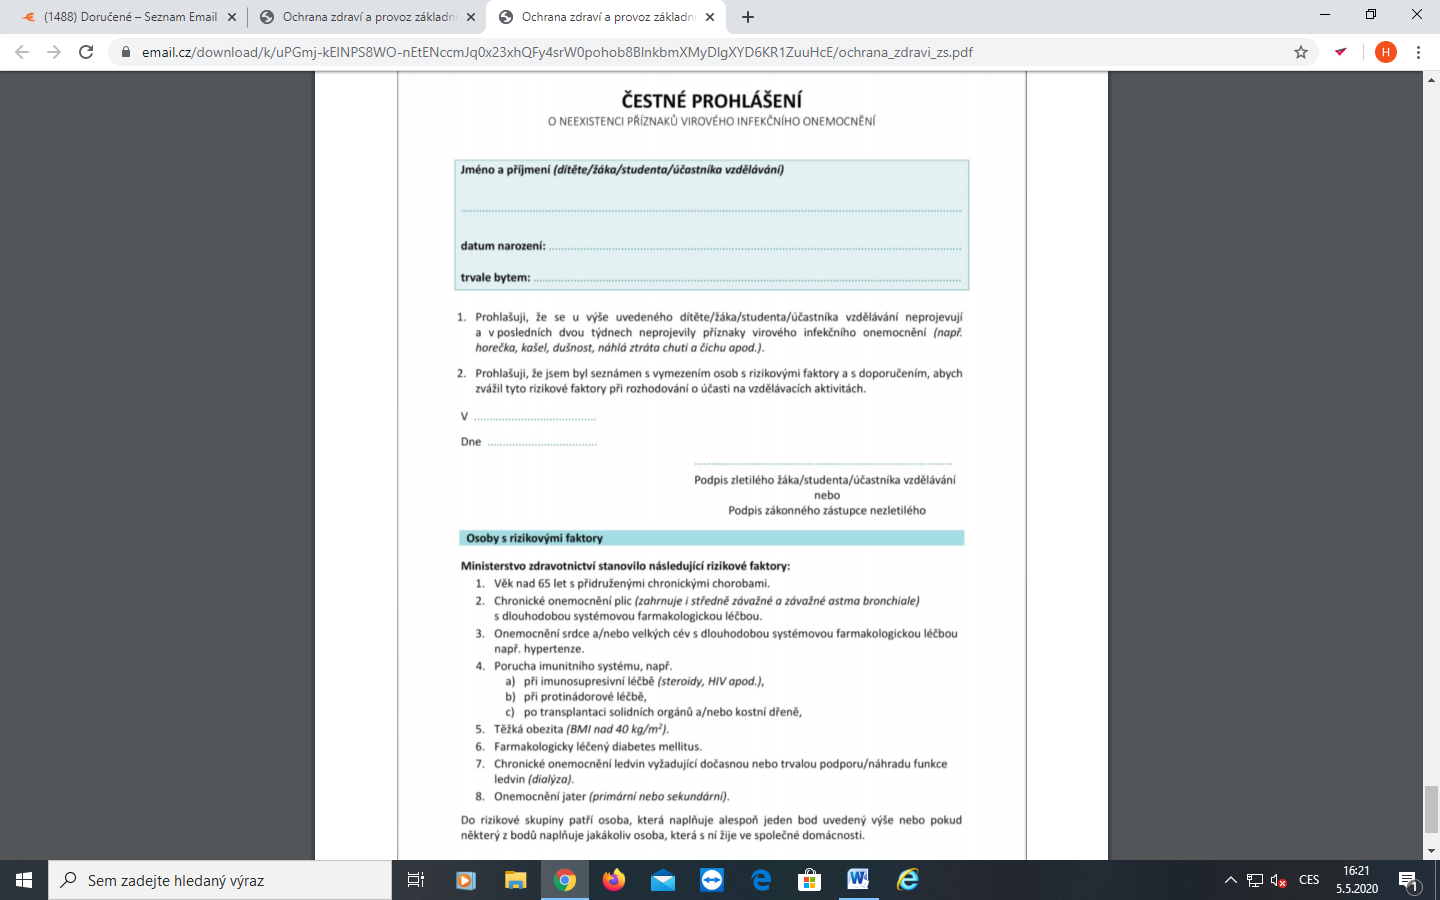 (1488) Doručené – Seznam Email
Ochrana zdraví a provoz základní
Ochrana zdraví a provoz základní
email.cz/download/k/uPGmj-kElNPS8WO-nEtENccmJq0x23xhQFy4srW0pohob8BlnkbmXMyDlgXYD6KR1ZuuHcE/ochrana_zdravi_zs.pdf
H
ČESTNÉ PROHLÁŠENÍ
O NEEXISTENCI PŘÍZNAKŮ VIROVÉHO INFEKČNÍHO ONEMOCNĚNÍ
Jméno a příjmení (dítěte/žáka/studenta/účastníka vzdělávání)
datum narození:
trvale bytem:
1. Prohlašuji, že se u výše uvedeného dítěte/žáka/studenta/účastníka vzdělávání neprojevují
a v posledních dvou týdnech neprojevily příznaky virového infekčního onemocnění (např.
horečka, kašel, dušnost, náhlá ztráta chuti a čichu apod.).
2. Prohlašuji, že jsem byl seznámen s vymezením osob s rizikovými faktory a s doporučením, abych
zvážil tyto rizikové faktory při rozhodování o účasti na vzdělávacích aktivitách.
V
Dne
Podpis zletilého žáka/studenta/účastníka vzdělávání
nebo
Podpis zákonného zástupce nezletilého
Osoby s rizikovými faktory
Ministerstvo zdravotnictví stanovilo následující rizikové faktory:
1. Věk nad 65 let s přidruženými chronickými chorobami.
2. Chronické onemocnění plic (zahrnuje i středně závažné a závažné astma bronchiale)
s dlouhodobou systémovou farmakologickou léčbou.
3. Onemocnění srdce a/nebo velkých cév s dlouhodobou systémovou farmakologickou léčbou
např. hypertenze.
4. Porucha imunitního systému, např.
a) při imunosupresivní léčbě (steroidy, HIV apod.),
b) při protinádorové léčbě,
c) po transplantaci solidních orgánů a/nebo kostní dřeně,
5. Těžká obezita (BMI nad 40 kg/m²).
6. Farmakologicky léčený diabetes mellitus.
7. Chronické onemocnění ledvin vyžadující dočasnou nebo trvalou podporu/náhradu funkce
ledvin (dialýza).
8. Onemocnění jater (primární nebo sekundární).
Do rizikové skupiny patří osoba, která naplňuje alespoň jeden bod uvedený výše nebo pokud
některý z bodů naplňuje jakákoliv osoba, která s ní žije ve společné domácnosti.
Sem zadejte hledaný výraz
CES
16:21
5.5.2020
1